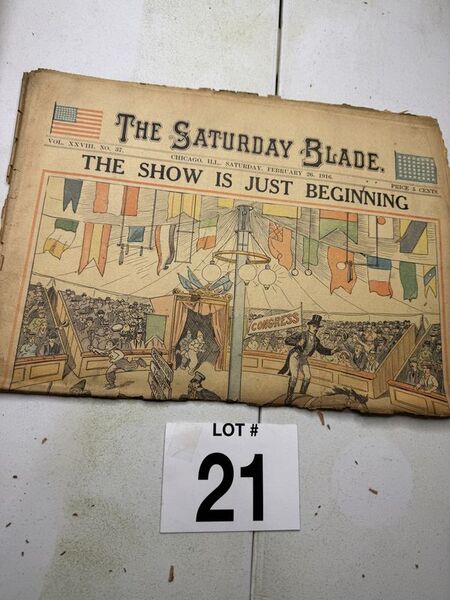 THE SATURDAY BLADE.
VOL. XXVIII. NO. 37. CHICAGO, ILL., SATURDAY, FEBRUARY 26, 1916. PRICE 5 CENTS
THE SHOW IS JUST BEGINNING
CONGRESS
LOT #
21